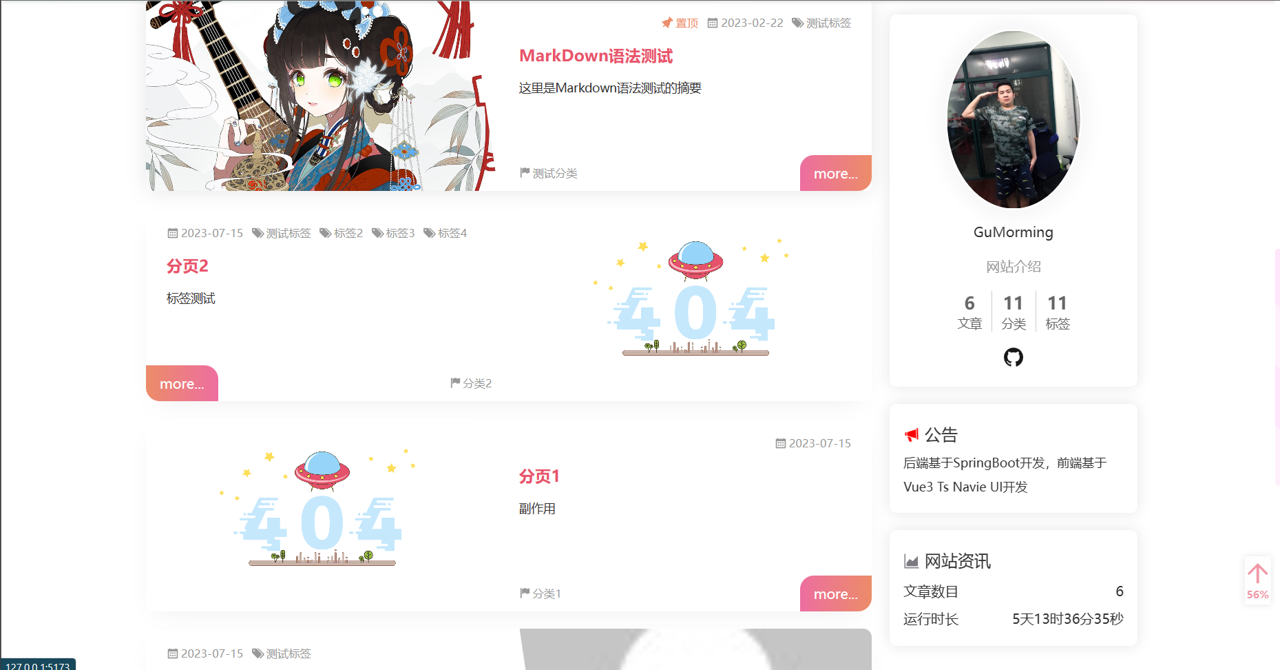 置顶 2023-02-22 测试标签
MarkDown语法测试
这里是Markdown语法测试的摘要
测试分类
more...
2023-07-15 测试标签 标签2 标签3 标签4
分页2
标签测试
404
more...
分类2
2023-07-15
404
分页1
副作用
分类1
more...
2023-07-15 测试标签
GuMorming
网站介绍
6 11 11
文章 分类 标签
公告
后端基于SpringBoot开发，前端基于
Vue3 Ts Navie UI开发
网站资讯
文章数目 6
运行时长 5天13时36分35秒
56%
127.0.0.1:5173